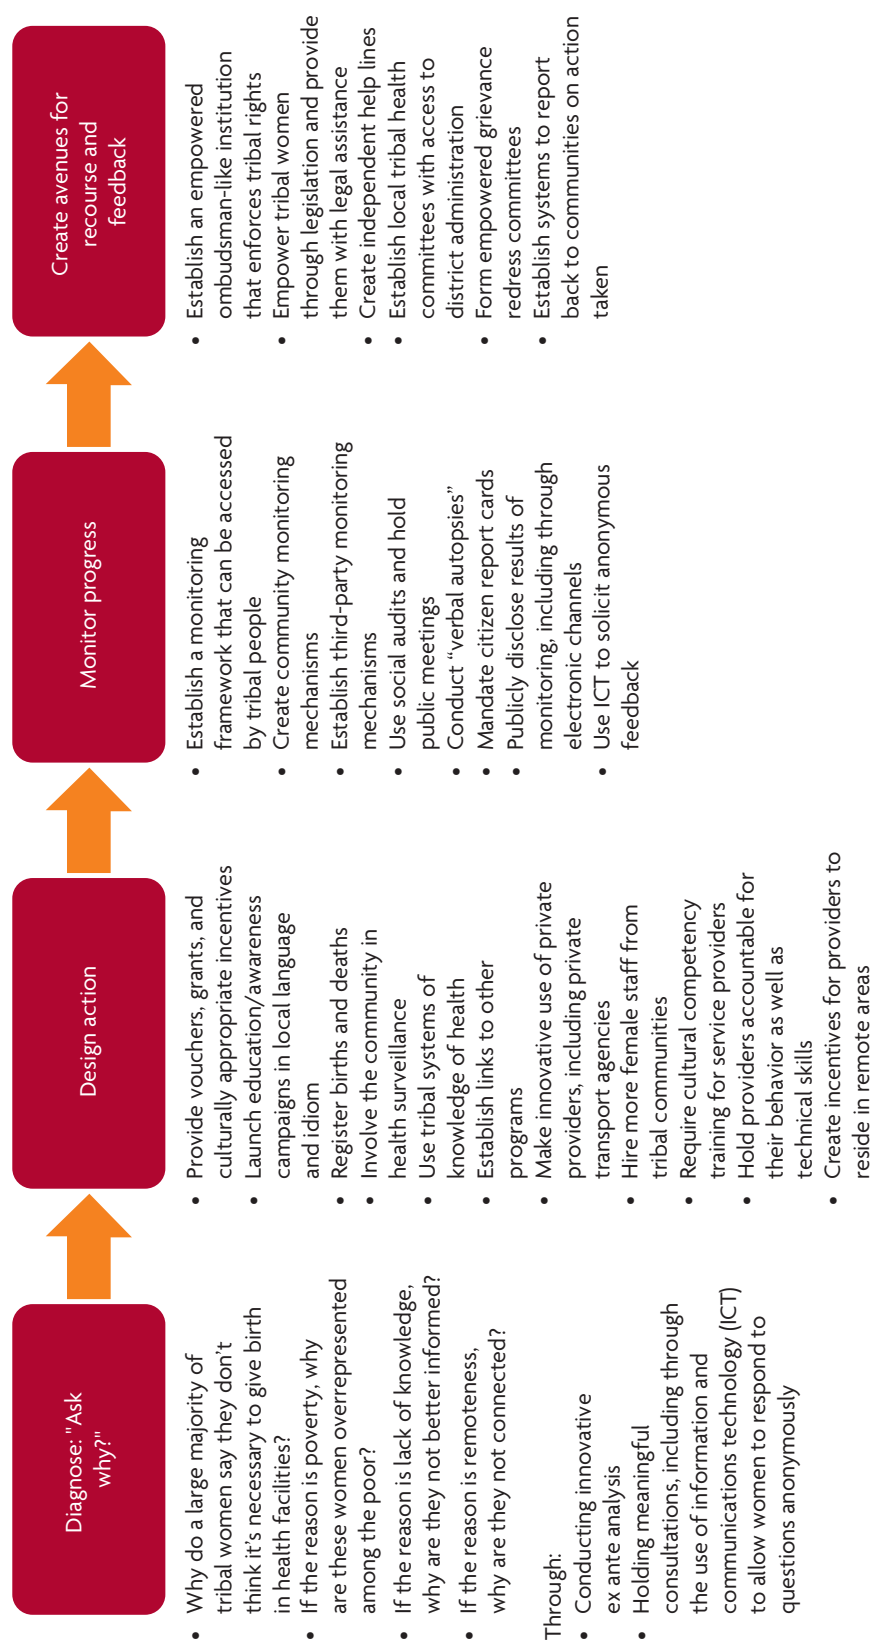 Diagnose: "Ask
why?"
• Why do a large majority of
tribal women say they don't
think it's necessary to give birth
in health facilities?
• If the reason is poverty, why
are these women overrepresented
among the poor?
• If the reason is lack of knowledge,
why are they not better informed?
• If the reason is remoteness,
why are they not connected?
Through:
• Conducting innovative
ex ante analysis
• Holding meaningful
consultations, including through
the use of information and
communications technology (ICT)
to allow women to respond to
questions anonymously
Design action
• Provide vouchers, grants, and
culturally appropriate incentives
• Launch education/awareness
campaigns in local language
and idiom
• Register births and deaths
• Involve the community in
health surveillance
• Use tribal systems of
knowledge of health
• Establish links to other
programs
• Make innovative use of private
providers, including private
transport agencies
• Hire more female staff from
tribal communities
• Require cultural competency
training for service providers
• Hold providers accountable for
their behavior as well as
technical skills
• Create incentives for providers to
reside in remote areas
Monitor progress
• Establish a monitoring
framework that can be accessed
by tribal people
• Create community monitoring
mechanisms
• Establish third-party monitoring
mechanisms
• Use social audits and hold
public meetings
• Conduct “verbal autopsies”
• Mandate citizen report cards
• Publicly disclose results of
monitoring, including through
electronic channels
• Use ICT to solicit anonymous
feedback
Create avenues for
recourse and
feedback
• Establish an empowered
ombudsman-like institution
that enforces tribal rights
• Empower tribal women
through legislation and provide
them with legal assistance
• Create independent help lines
• Establish local tribal health
committees with access to
district administration
• Form empowered grievance
redress committees
• Establish systems to report
back to communities on action
taken